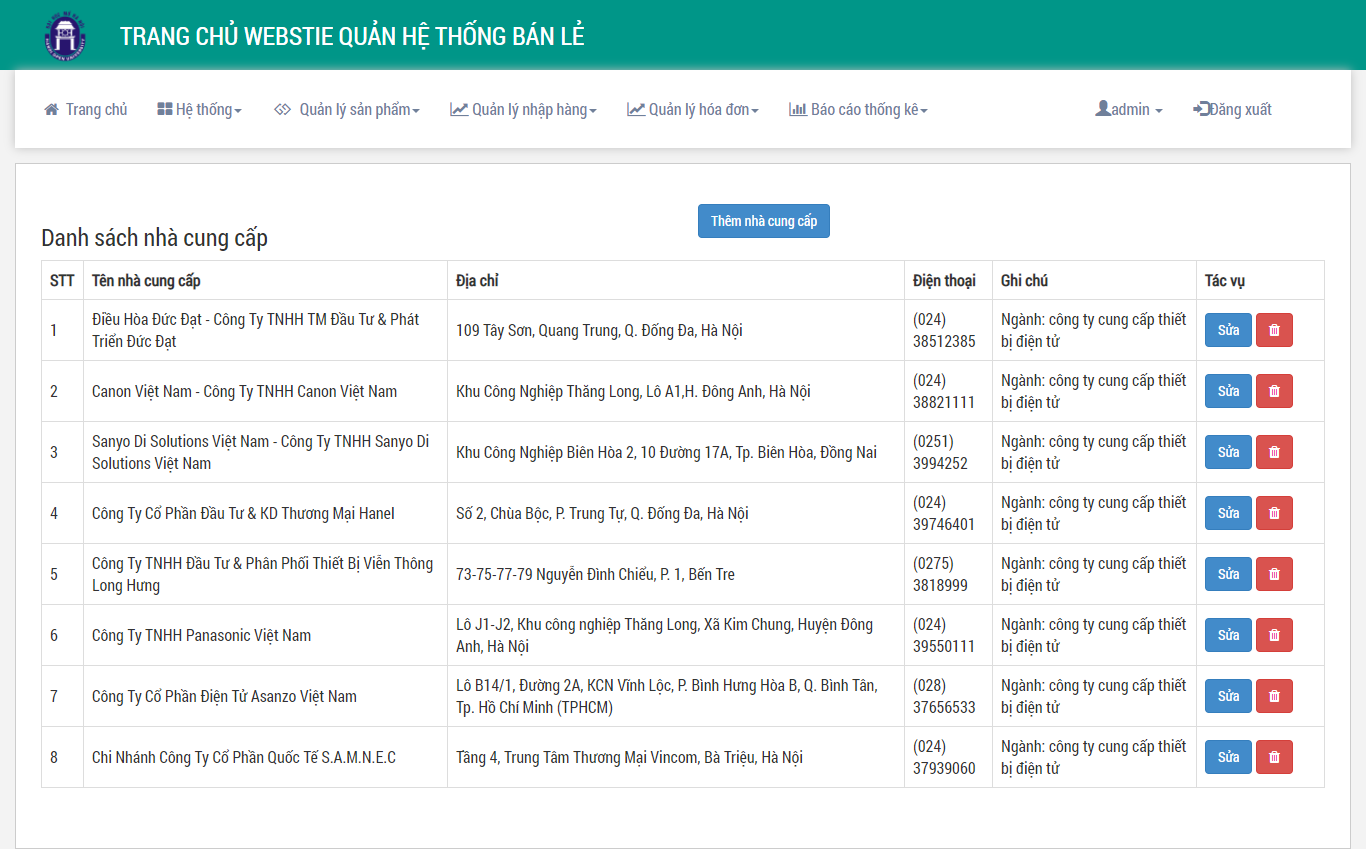 TRANG CHỦ WEBSTIE QUẢN HỆ THỐNG BÁN LẺ
Trang chủ Hệ thống Quản lý sản phẩm Quản lý nhập hàng Quản lý hóa đơn Báo cáo thống kê admin Đăng xuất
Thêm nhà cung cấp
Danh sách nhà cung cấp
STT Tên nhà cung cấp Địa chỉ Điện thoại Ghi chú Tác vụ
1 Điều Hòa Đức Đạt - Công Ty TNHH TM Đầu Tư & Phát
Triển Đức Đạt
109 Tây Sơn, Quang Trung, Q. Đống Đa, Hà Nội
(024)
38512385
Ngành: công ty cung cấp thiết
bị điện tử
Sửa
2 Canon Việt Nam - Công Ty TNHH Canon Việt Nam
Khu Công Nghiệp Thăng Long, Lô A1,H. Đông Anh, Hà Nội
(024)
38821111
Ngành: công ty cung cấp thiết
bị điện tử
Sửa
3 Sanyo Di Solutions Việt Nam - Công Ty TNHH Sanyo Di
Solutions Việt Nam
Khu Công Nghiệp Biên Hòa 2, 10 Đường 17A, Tp. Biên Hòa, Đồng Nai
(0251)
3994252
Ngành: công ty cung cấp thiết
bị điện tử
Sửa
4 Công Ty Cổ Phần Đầu Tư & KD Thương Mại Hanel
Số 2, Chùa Bộc, P. Trung Tự, Q. Đống Đa, Hà Nội
(024)
39746401
Ngành: công ty cung cấp thiết
bị điện tử
Sửa
5 Công Ty TNHH Đầu Tư & Phân Phối Thiết Bị Viễn Thông
Long Hưng
73-75-77-79 Nguyễn Đình Chiểu, P. 1, Bến Tre
(0275)
3818999
Ngành: công ty cung cấp thiết
bị điện tử
Sửa
6 Công Ty TNHH Panasonic Việt Nam
Lô J1-J2, Khu công nghiệp Thăng Long, Xã Kim Chung, Huyện Đông
Anh, Hà Nội
(024)
39550111
Ngành: công ty cung cấp thiết
bị điện tử
Sửa
7 Công Ty Cổ Phần Điện Tử Asanzo Việt Nam
Lô B14/1, Đường 2A, KCN Vĩnh Lộc, P. Bình Hưng Hòa B, Q. Bình Tân,
Tp. Hồ Chí Minh (TPHCM)
(028)
37656533
Ngành: công ty cung cấp thiết
bị điện tử
Sửa
8 Chi Nhánh Công Ty Cổ Phần Quốc Tế S.A.M.N.E.C
Tầng 4, Trung Tâm Thương Mại Vincom, Bà Triệu, Hà Nội
(024)
37939060
Ngành: công ty cung cấp thiết
bị điện tử
Sửa